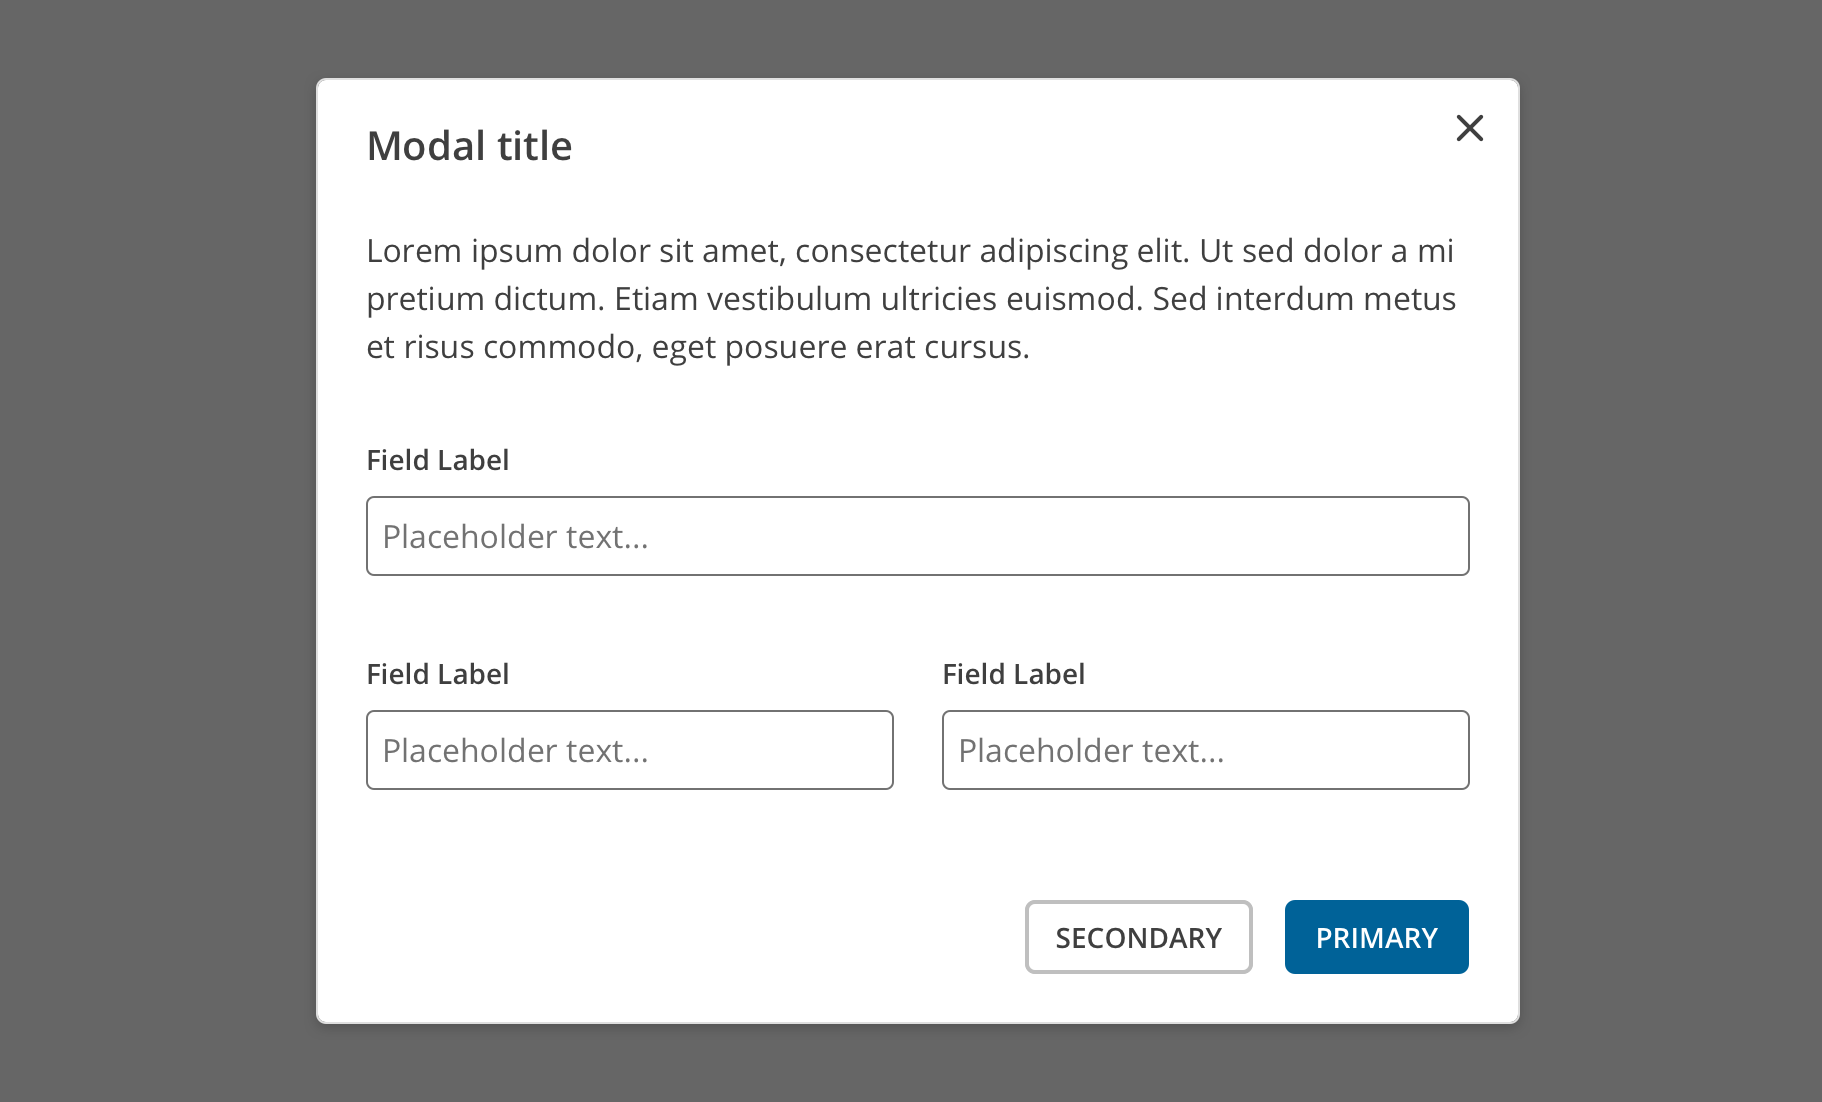 Modal title
Lorem ipsum dolor sit amet, consectetur adipiscing elit. Ut sed dolor a mi
pretium dictum. Etiam vestibulum ultricies euismod. Sed interdum metus
et risus commodo, eget posuere erat cursus.
Field Label
Placeholder text...
Field Label
Placeholder text...
Field Label
Placeholder text...
SECONDARY
PRIMARY